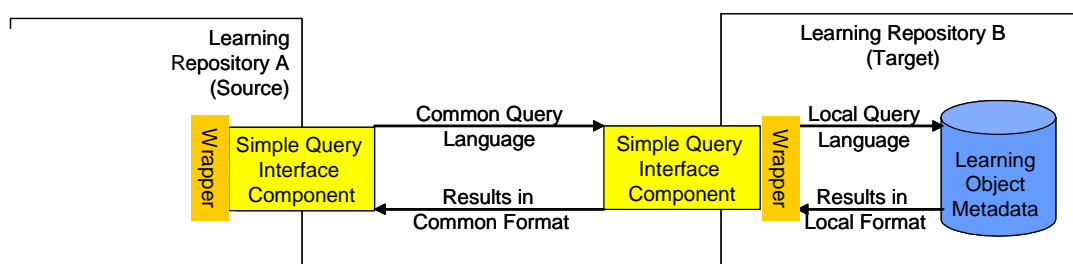 Learning
Repository A
(Source)
Wrapper
Simple Query
Interface
Component
Common Query
Language
Results in
Common Format
Learning Repository B
(Target)
Simple Query
Interface
Component
Wrapper
Local Query
Language
Results in
Local Format
Learning
Object
Metadata